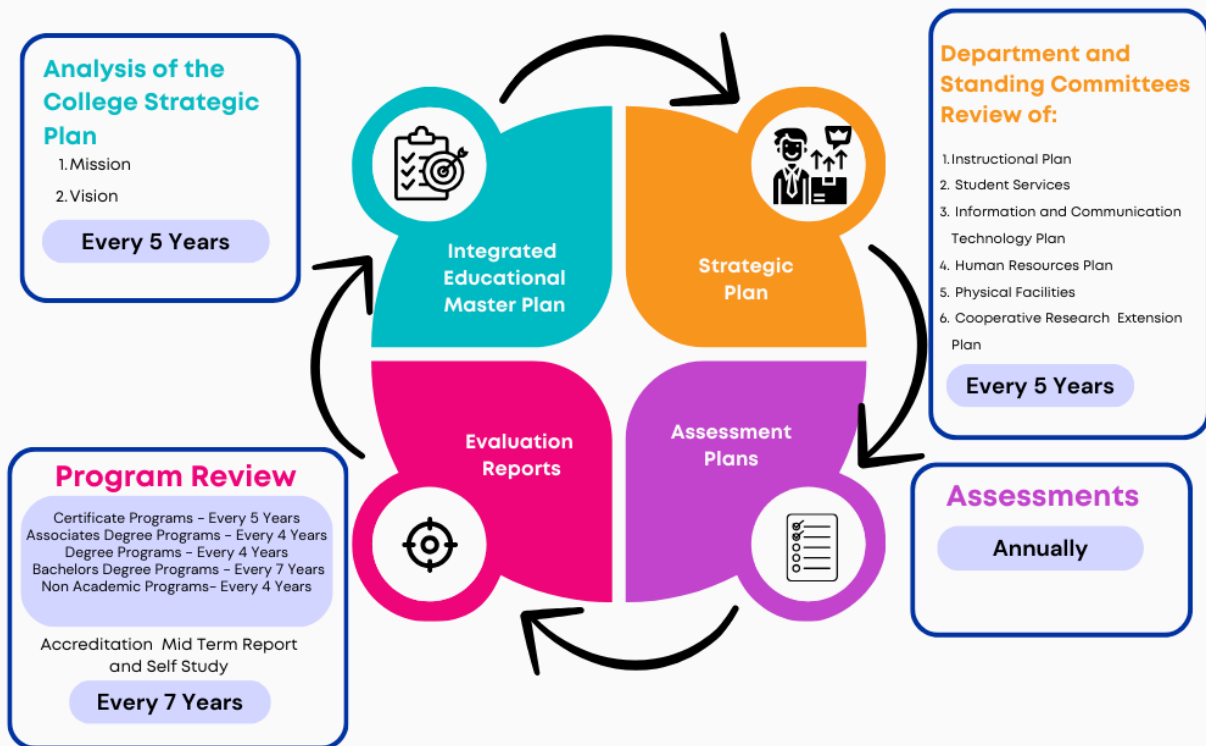 Analysis of the
College Strategic
Plan
1. Mission
2. Vision
Every 5 Years
Integrated
Educational
Master Plan
Strategic
Plan
Department and
Standing Committees
Review of:
1. Instructional Plan
2. Student Services
3. Information and Communication
Technology Plan
4. Human Resources Plan
5. Physical Facilities
6. Cooperative Research Extension
Plan
Every 5 Years
Evaluation
Reports
Assessment
Plans
Program Review
Certificate Programs - Every 5 Years
Associates Degree Programs - Every 4 Years
Degree Programs - Every 4 Years
Bachelors Degree Programs - Every 7 Years
Non Academic Programs- Every 4 Years
Accreditation Mid Term Report
and Self Study
Every 7 Years
Assessments
Annually